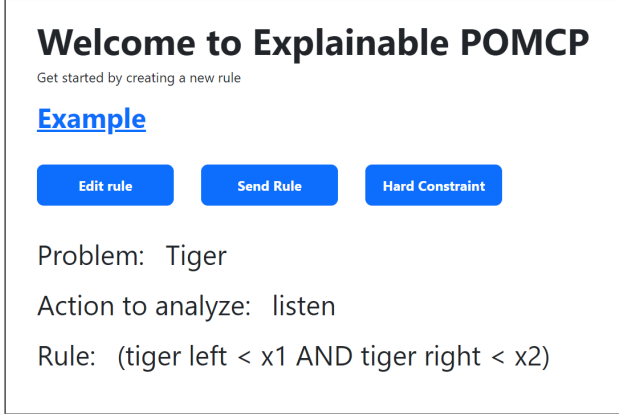 Welcome to Explainable POMCP
Get started by creating a new rule
Example
Edit rule Send Rule Hard Constraint
Problem: Tiger
Action to analyze: listen
Rule: (tiger left < x1 AND tiger right < x2)